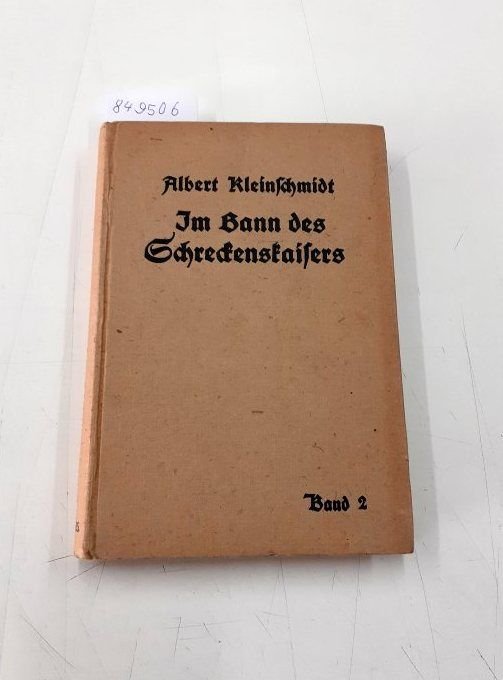 849506
Albert Kleinſchmidt
Im Bann des
Schreckenskaiſers
Band 2